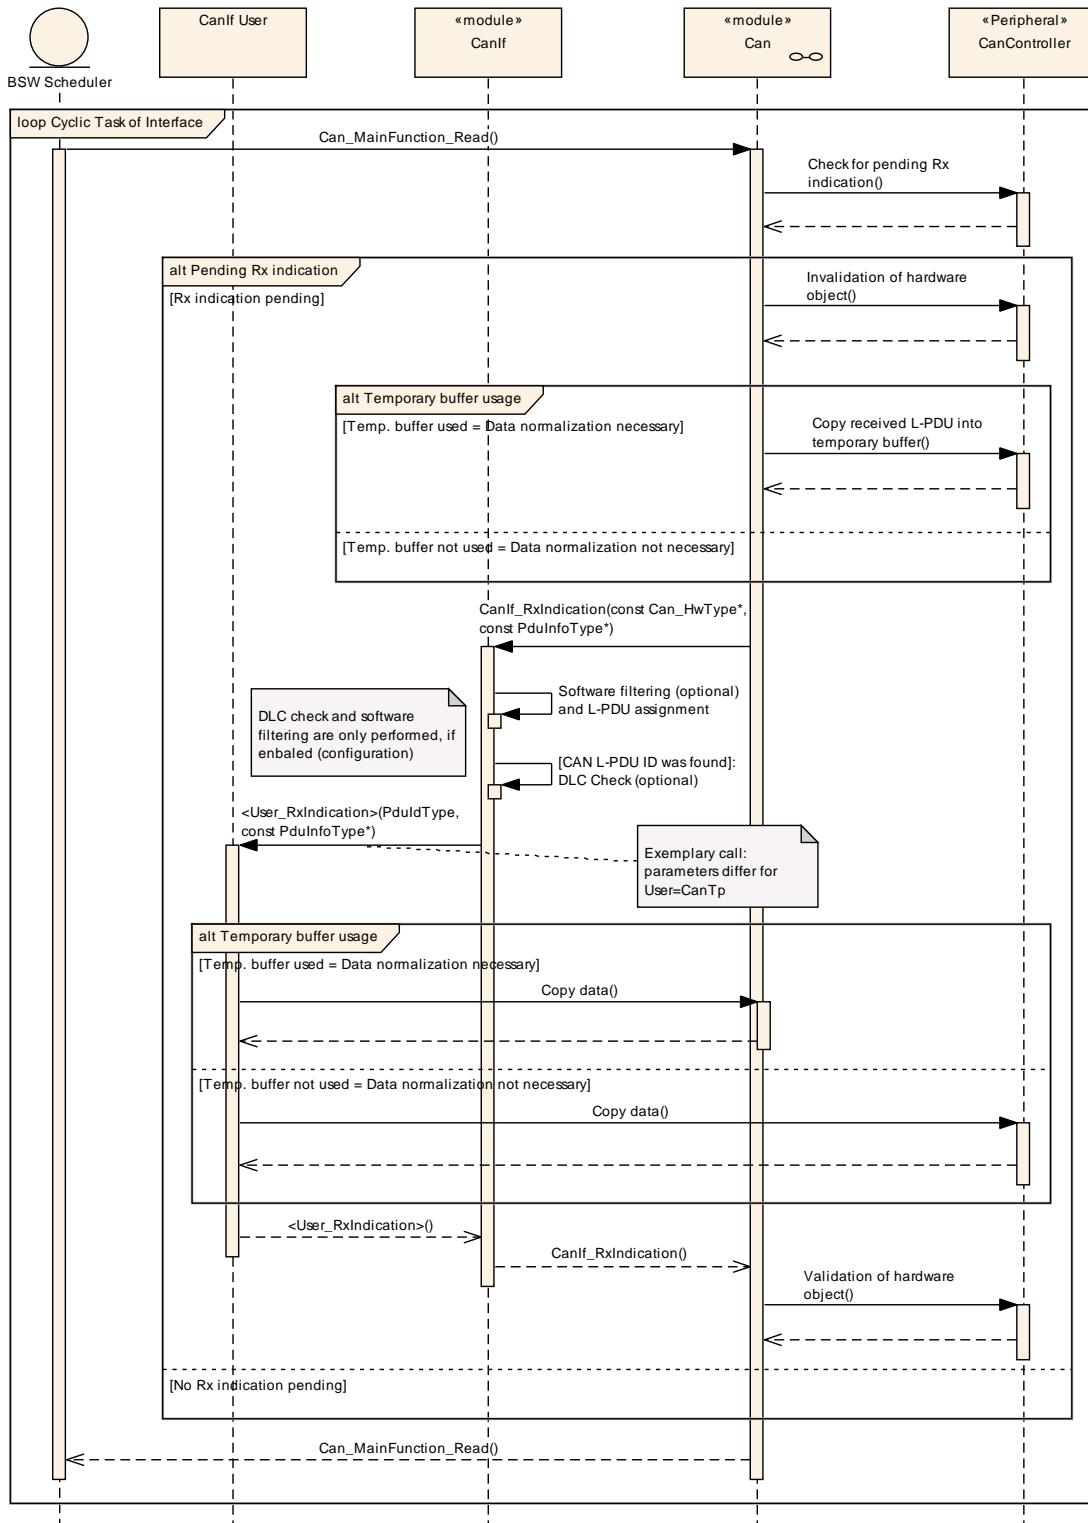 CanIf User
«module»
CanIf
«module»
Can
«Peripheral»
CanController
BSW Scheduler
loop Cyclic Task of Interface
Can_MainFunction_Read()
Check for pending Rx
indication()
alt Pending Rx indication
[Rx indication pending]
Invalidation of hardware
object()
alt Temporary buffer usage
[Temp. buffer used = Data normalization necessary]
Copy received L-PDU into
temporary buffer()
[Temp. buffer not used = Data normalization not necessary]
CanIf_RxIndication(const Can_HwType*,
const PduInfoType*)
Software filtering (optional)
and L-PDU assignment
DLC check and software
filtering are only performed, if
enbaled (configuration)
[CAN L-PDU ID was found]:
DLC Check (optional)
<User_RxIndication>(PduIdType,
const PduInfoType*)
Exemplary call:
parameters differ for
User=CanTp
alt Temporary buffer usage
[Temp. buffer used = Data normalization necessary]
Copy data()
[Temp. buffer not used = Data normalization not necessary]
Copy data()
<User_RxIndication>()
CanIf_RxIndication()
Validation of hardware
object()
[No Rx indication pending]
Can_MainFunction_Read()